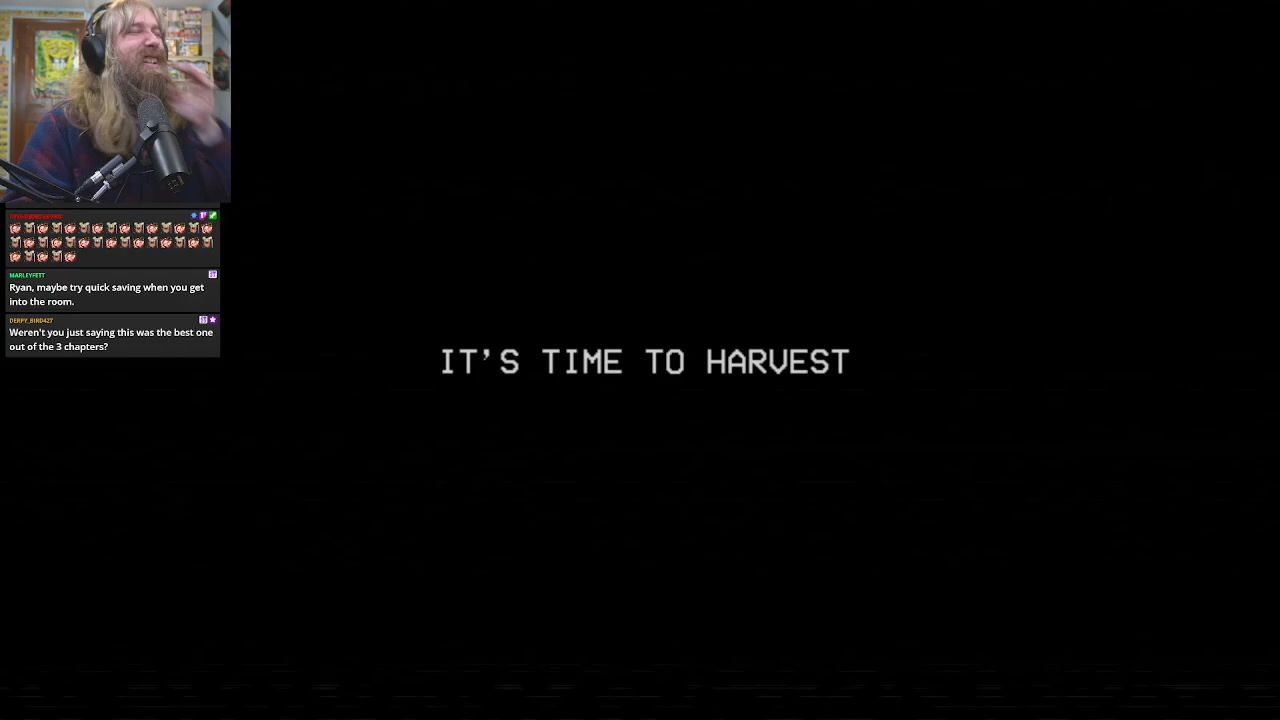 MARLEYFETT
Ryan, maybe try quick saving when you get
into the room.
DERPY_BIRD427
Weren't you just saying this was the best one
out of the 3 chapters?
IT'S TIME TO HARVEST